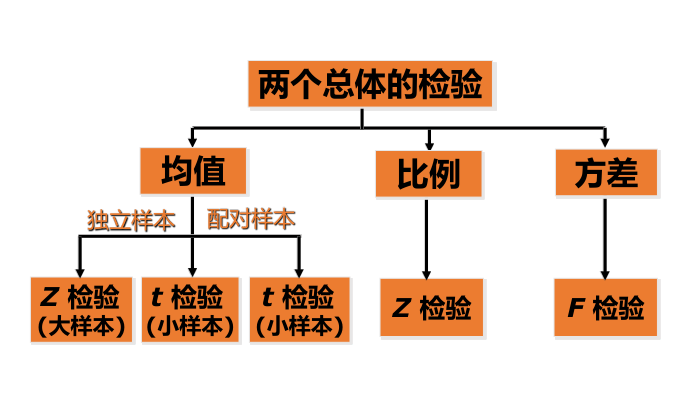 两个总体的检验
均值
比例
方差
独立样本
配对样本
Z 检验
(大样本)
t 检验
(小样本)
t 检验
(小样本)
Z 检验
F 检验